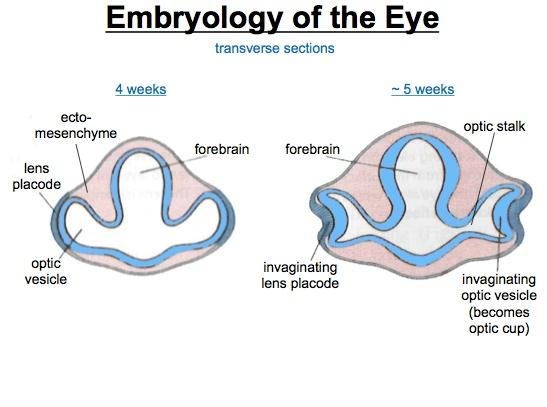 Embryology of the Eye
transverse sections
4 weeks
ecto-
mesenchyme
forebrain
lens
placode
optic
vesicle
~ 5 weeks
optic stalk
forebrain
invaginating
lens placode
invaginating
optic vesicle
(becomes
optic cup)